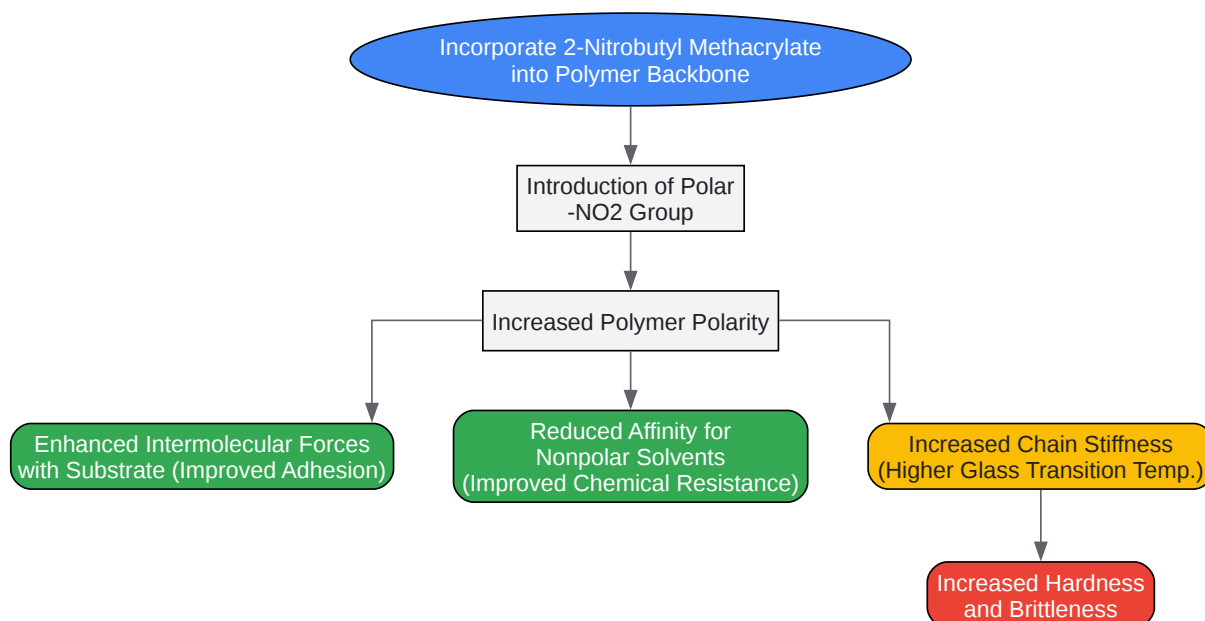 Incorporate 2-Nitrobutyl Methacrylate
into Polymer Backbone
Introduction of Polar
-NO2 Group
Increased Polymer Polarity
Enhanced Intermolecular Forces
with Substrate (Improved Adhesion)
Reduced Affinity for
Nonpolar Solvents
(Improved Chemical Resistance)
Increased Chain Stiffness
(Higher Glass Transition Temp.)
Increased Hardness
and Brittleness